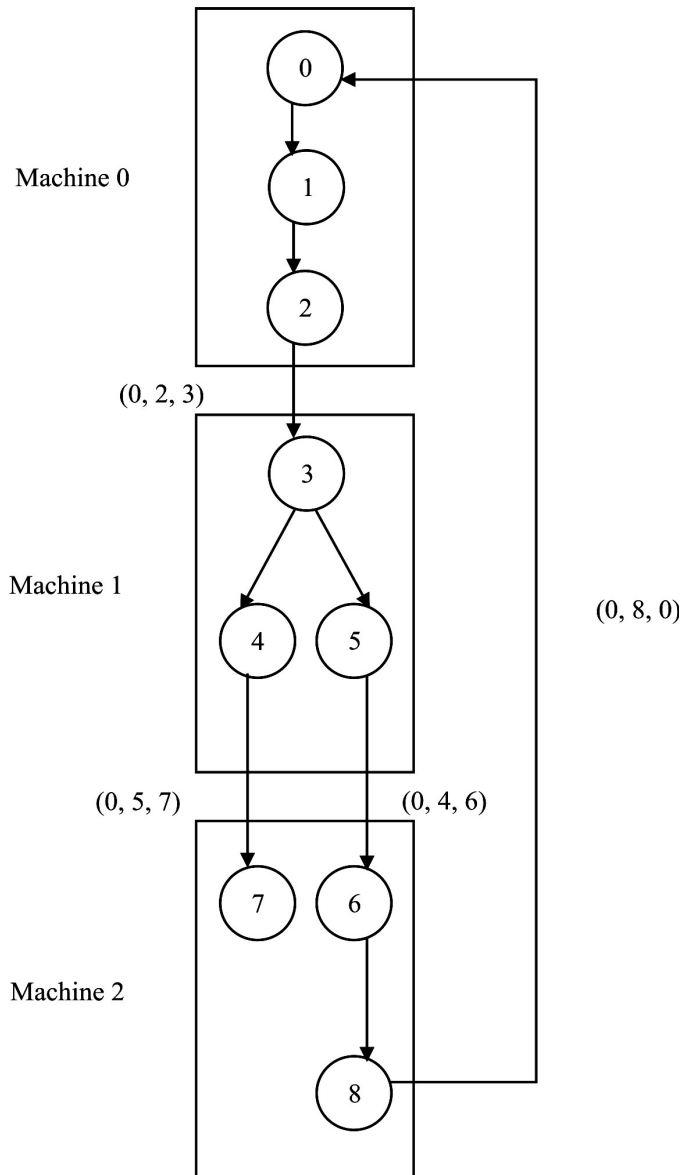 0
Machine 0
1
2
(0, 2, 3)
3
Machine 1
(0, 8, 0)
4
5
(0, 5, 7)
(0, 4, 6)
7
6
Machine 2
8